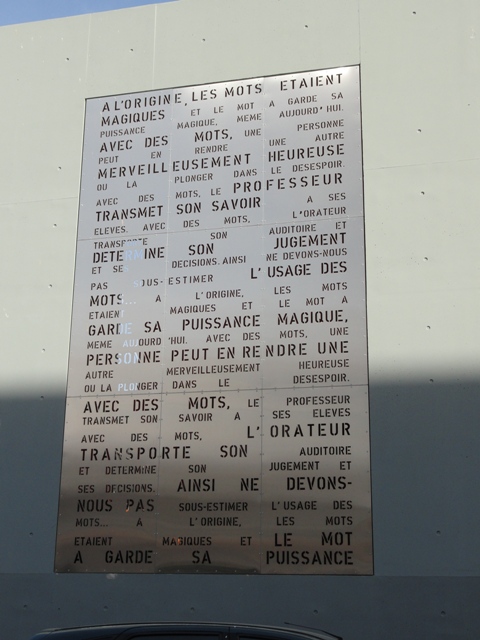 A L'ORIGINE, LES MOTS ETAIENT
MAGIQUES ET LE MOT A GARDE SA
PUISSANCE MAGIQUE, MEME AUJOURD'HUI.
AVEC DES MOTS, UNE PERSONNE
PEUT EN RENDRE UNE AUTRE
MERVEILLEUSEMENT HEUREUSE
OU LA PLONGER DANS LE DESESPOIR.
AVEC DES MOTS, LE PROFESSEUR
TRANSMET SON SAVOIR A SES
ELEVES. AVEC DES MOTS, L'ORATEUR
TRANSPORTE SON AUDITOIRE ET
DETERMINE SON JUGEMENT
ET SES DECISIONS. AINSI NE DEVONS-NOUS
PAS SOUS-ESTIMER L'USAGE DES
MOTS... A L'ORIGINE, LES MOTS
ETAIENT MAGIQUES ET LE MOT A
GARDE SA PUISSANCE MAGIQUE,
MEME AUJOURD'HUI. AVEC DES MOTS, UNE
PERSONNE PEUT EN RENDRE UNE
AUTRE MERVEILLEUSEMENT HEUREUSE
OU LA PLONGER DANS LE DESESPOIR.
AVEC DES MOTS, LE PROFESSEUR
TRANSMET SON SAVOIR A SES ELEVES
AVEC DES MOTS, L'ORATEUR
TRANSPORTE SON AUDITOIRE
ET DETERMINE SON JUGEMENT ET
SES DECISIONS. AINSI NE DEVONS-
NOUS PAS SOUS-ESTIMER L'USAGE DES
MOTS... A L'ORIGINE, LES MOTS
ETAIENT MAGIQUES ET LE MOT
A GARDE SA PUISSANCE